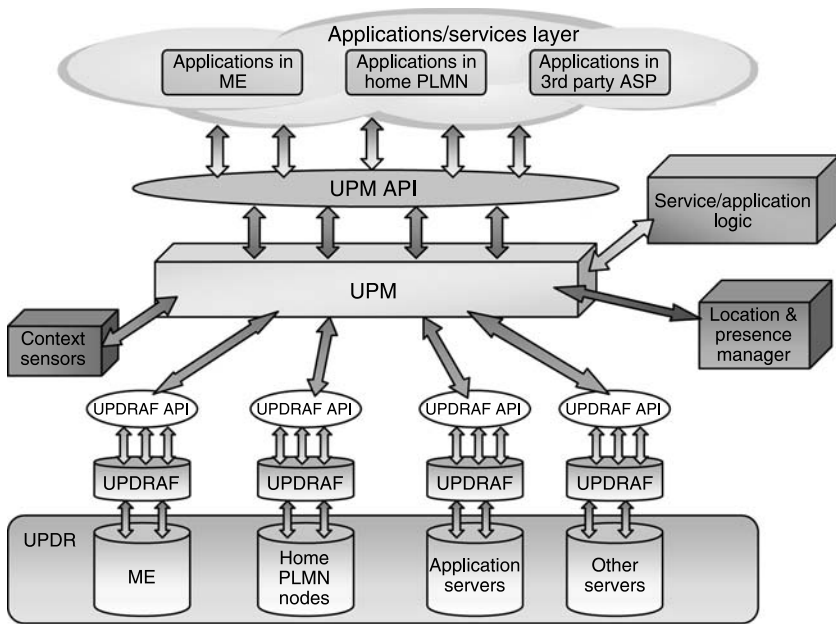 Applications/services layer
Applications in
ME
Applications in
home PLMN
Applications in
3rd party ASP
UPM API
Service/application
logic
UPM
Context
sensors
Location &
presence
manager
UPDRAF API
UPDRAF API
UPDRAF API
UPDRAF API
UPDRAF
UPDRAF
UPDRAF
UPDRAF
UPDR
ME
Home
PLMN
nodes
Application
servers
Other
servers